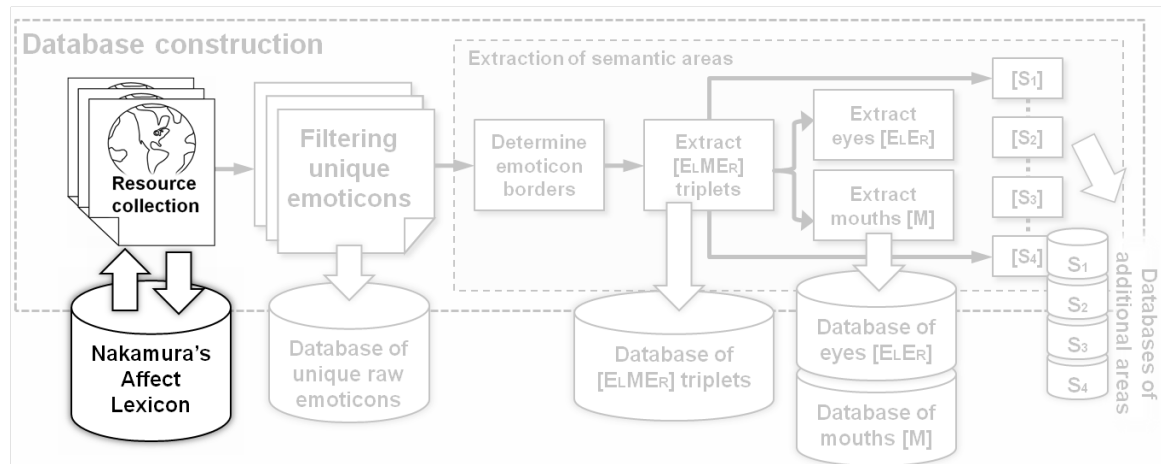 Database construction
Extraction of semantic areas
Resource
collection
Filtering
unique
emoticons
Determine
emoticon
borders
Extract
[ELMER]
triplets
Extract
eyes [ELER]
Extract
mouths [M]
[S1]
[S2]
[S3]
[S4]
Nakamura's
Affect
Lexicon
Database of
unique raw
emoticons
Database of
[ELMER] triplets
Database of
eyes [ELER]
Database of
mouths [M]
S1
S2
S3
S4
Databases of
additional areas